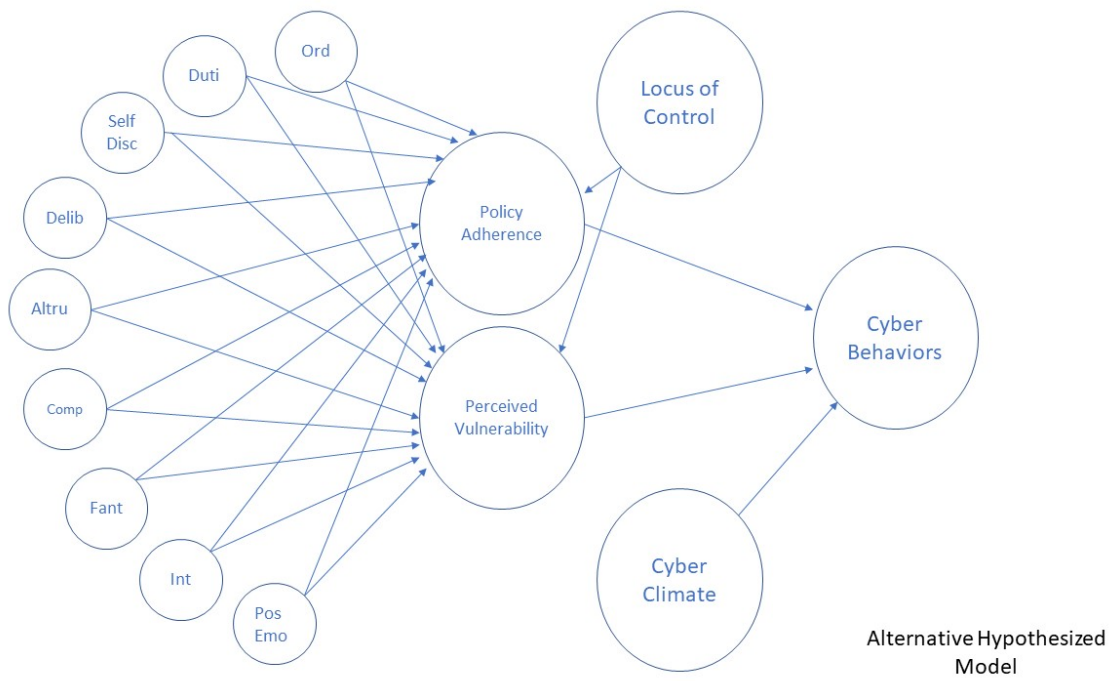 Ord
Duti
Self
Disc
Delib
Altru
Comp
Fant
Int
Pos
Emo
Policy
Adherence
Perceived
Vulnerability
Locus of
Control
Cyber
Climate
Cyber
Behaviors
Alternative Hypothesized
Model